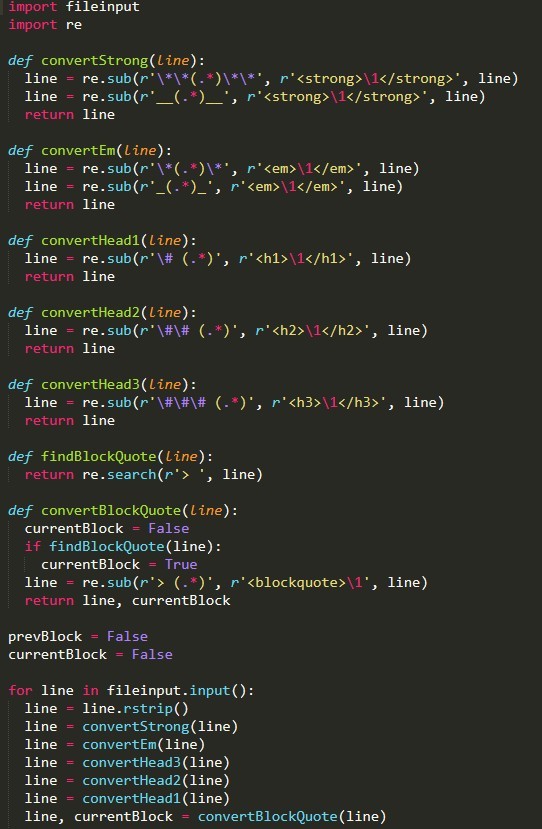 import fileinput
import re
def convertStrong(line):
line = re.sub(r'\*\*(.*)\*\*', r'<strong>\1</strong>', line)
line = re.sub(r'__(.*)__', r'<strong>\1</strong>', line)
return line
def convertEm(line):
line = re.sub(r'\*(.*)\*', r'<em>\1</em>', line)
line = re.sub(r'_(.*)_', r'<em>\1</em>', line)
return line
def convertHead1(line):
line = re.sub(r'\# (.*)', r'<h1>\1</h1>', line)
return line
def convertHead2(line):
line = re.sub(r'\#\# (.*)', r'<h2>\1</h2>', line)
return line
def convertHead3(line):
line = re.sub(r'\#\#\# (.*)', r'<h3>\1</h3>', line)
return line
def findBlockQuote(line):
return re.search(r'> ', line)
def convertBlockQuote(line):
currentBlock = False
if findBlockQuote(line):
currentBlock = True
line = re.sub(r'> (.*)', r'<blockquote>\1', line)
return line, currentBlock
prevBlock = False
currentBlock = False
for line in fileinput.input():
line = line.rstrip()
line = convertStrong(line)
line = convertEm(line)
line = convertHead3(line)
line = convertHead2(line)
line = convertHead1(line)
line, currentBlock = convertBlockQuote(line)